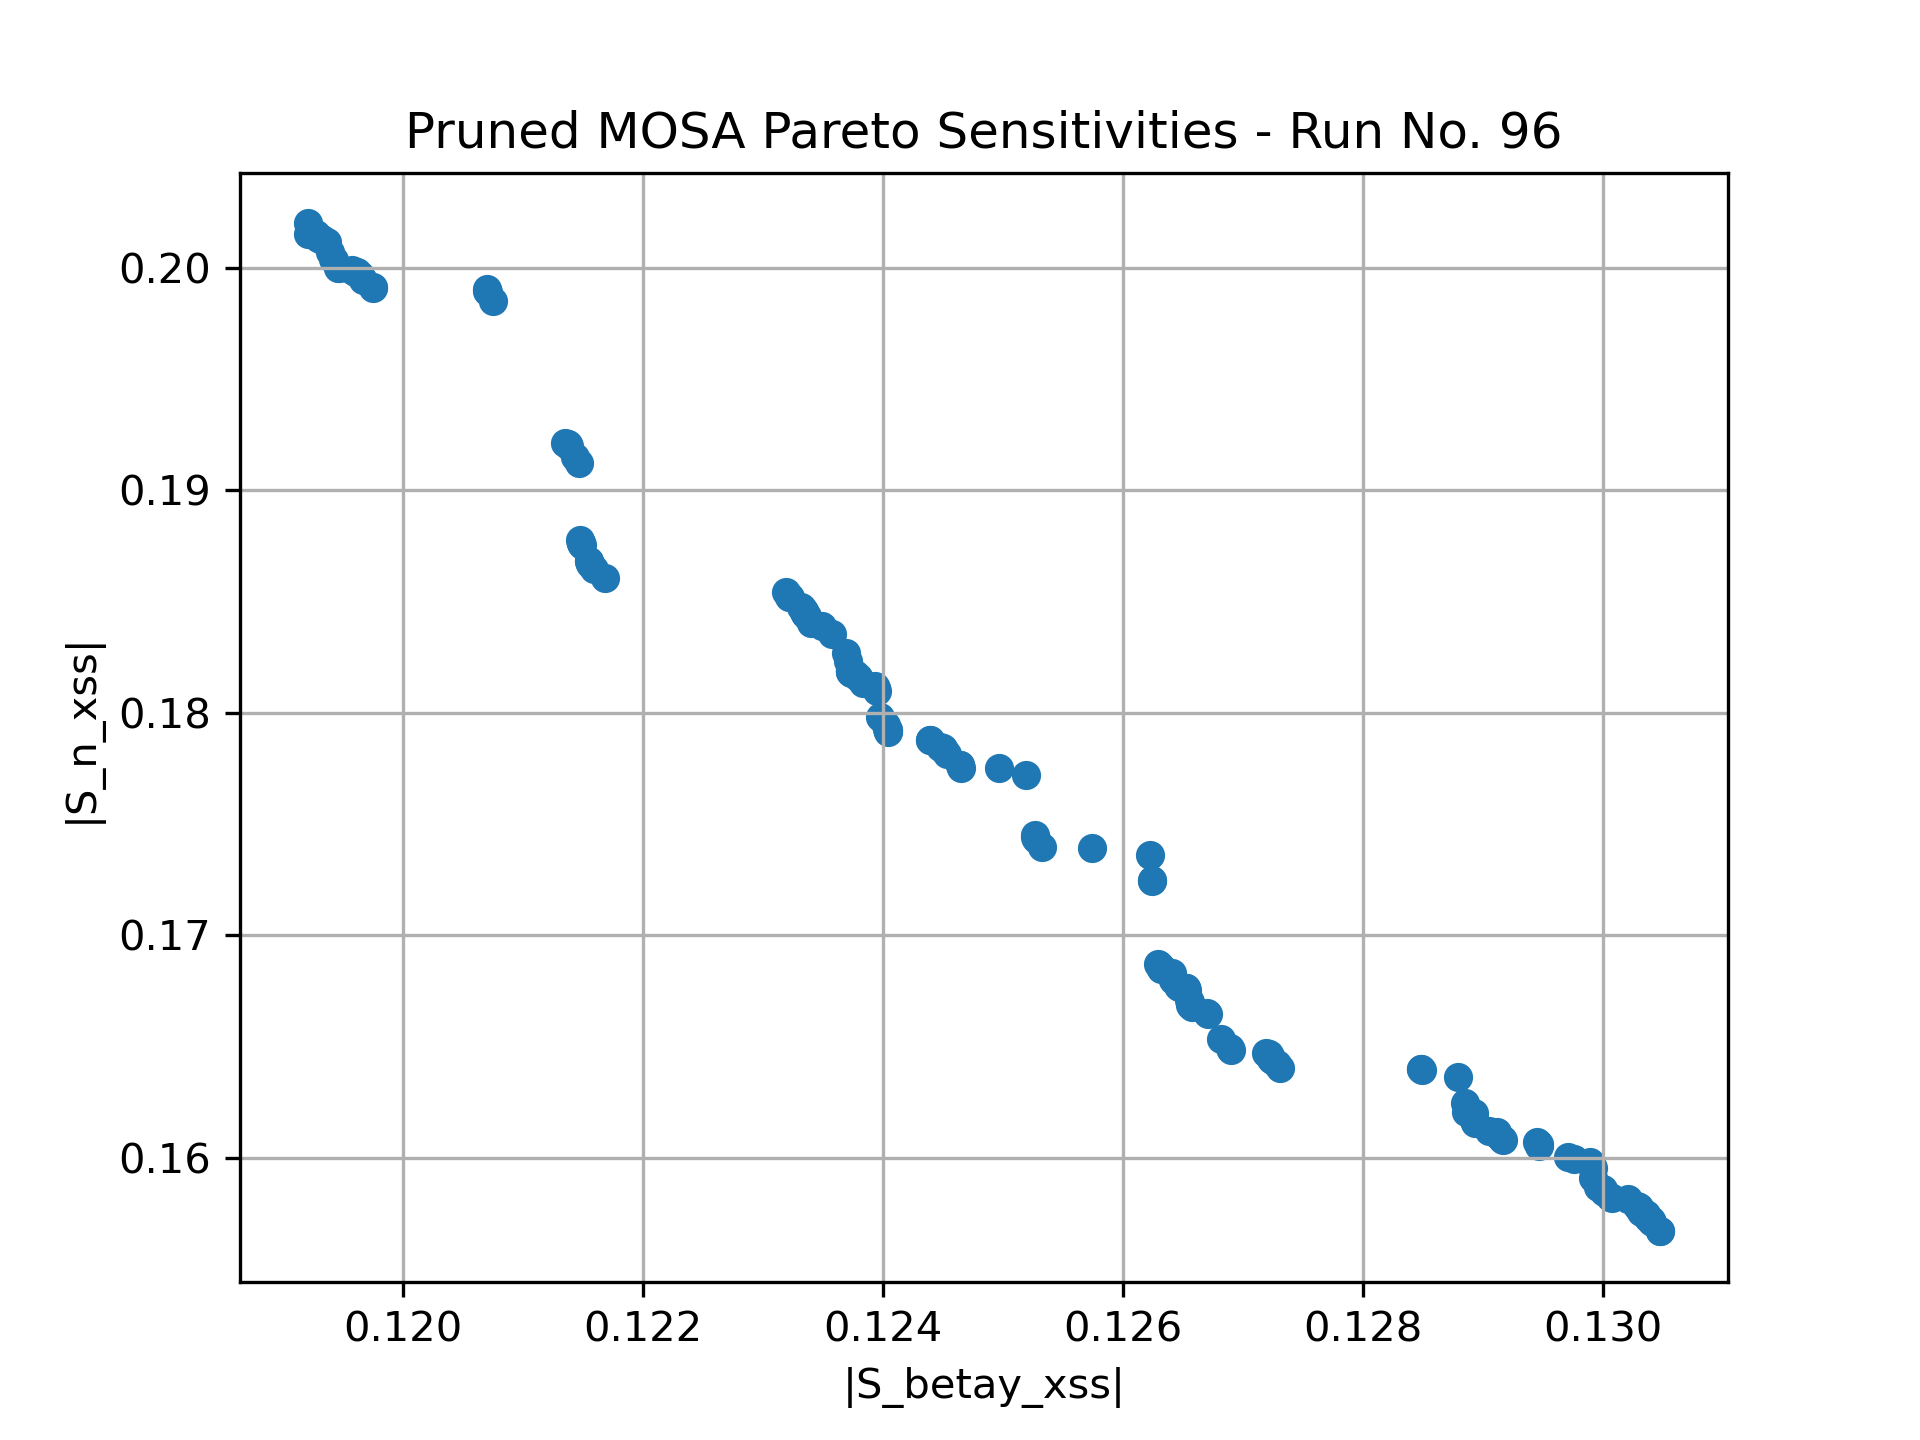 Pruned MOSA Pareto Sensitivities - Run No. 96
|S_n_xss|
0.20
0.19
0.18
0.17
0.16
0.120 0.122 0.124 0.126 0.128 0.130
|S_betay_xss|